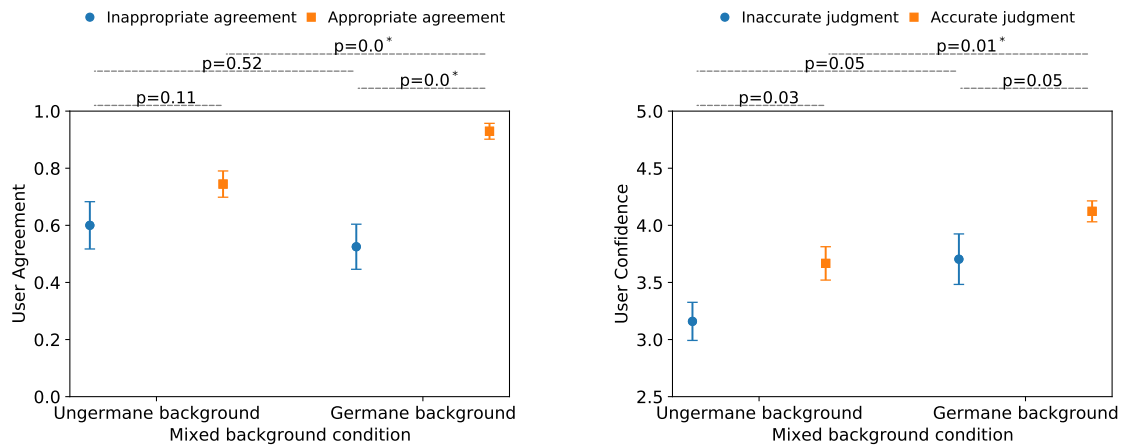 Inappropriate agreement Appropriate agreement
p=0.0*
p=0.52
p=0.0*
p=0.11
1.0
0.8
0.6
0.4
0.2
0.0
User Agreement
Ungermane background Germane background
Mixed background condition
Inaccurate judgment Accurate judgment
p=0.01*
p=0.05
p=0.05
p=0.03
5.0
4.5
4.0
3.5
3.0
2.5
User Confidence
Ungermane background Germane background
Mixed background condition